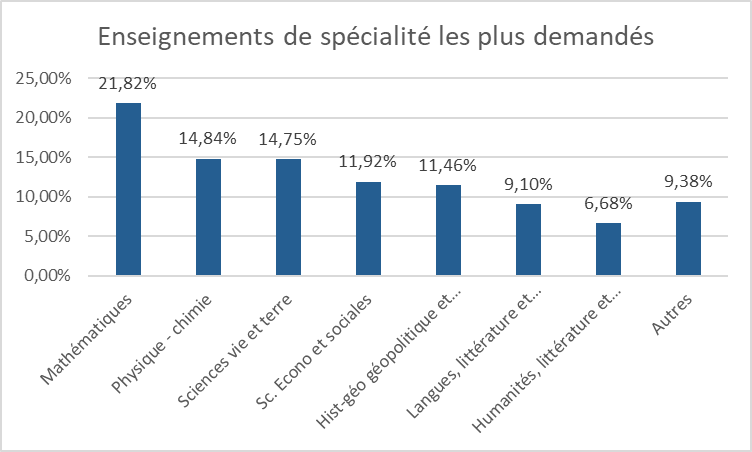 Enseignements de spécialité les plus demandés
25,00%
20,00%
15,00%
10,00%
5,00%
0,00%
21,82%
14,84%
14,75%
11,92%
11,46%
9,10%
6,68%
9,38%
Mathématiques
Physique - chimie
Sciences vie et terre
Sc. Econo et sociales
Hist-géo géopolitique et...
Langues, littérature et...
Humanités, littérature et...
Autres